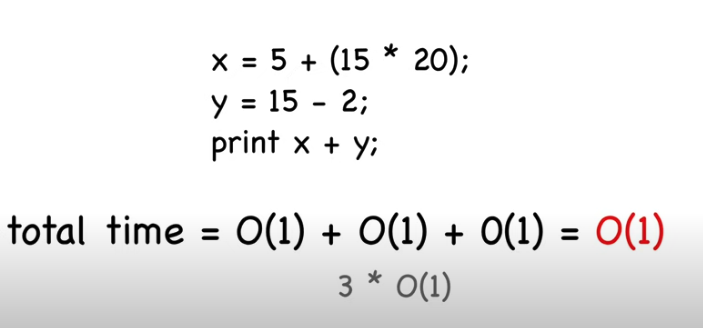 x = 5 + (15 * 20);
y = 15 - 2;
print x + y;
total time = O(1) + O(1) + O(1) = O(1)
3 * O(1)